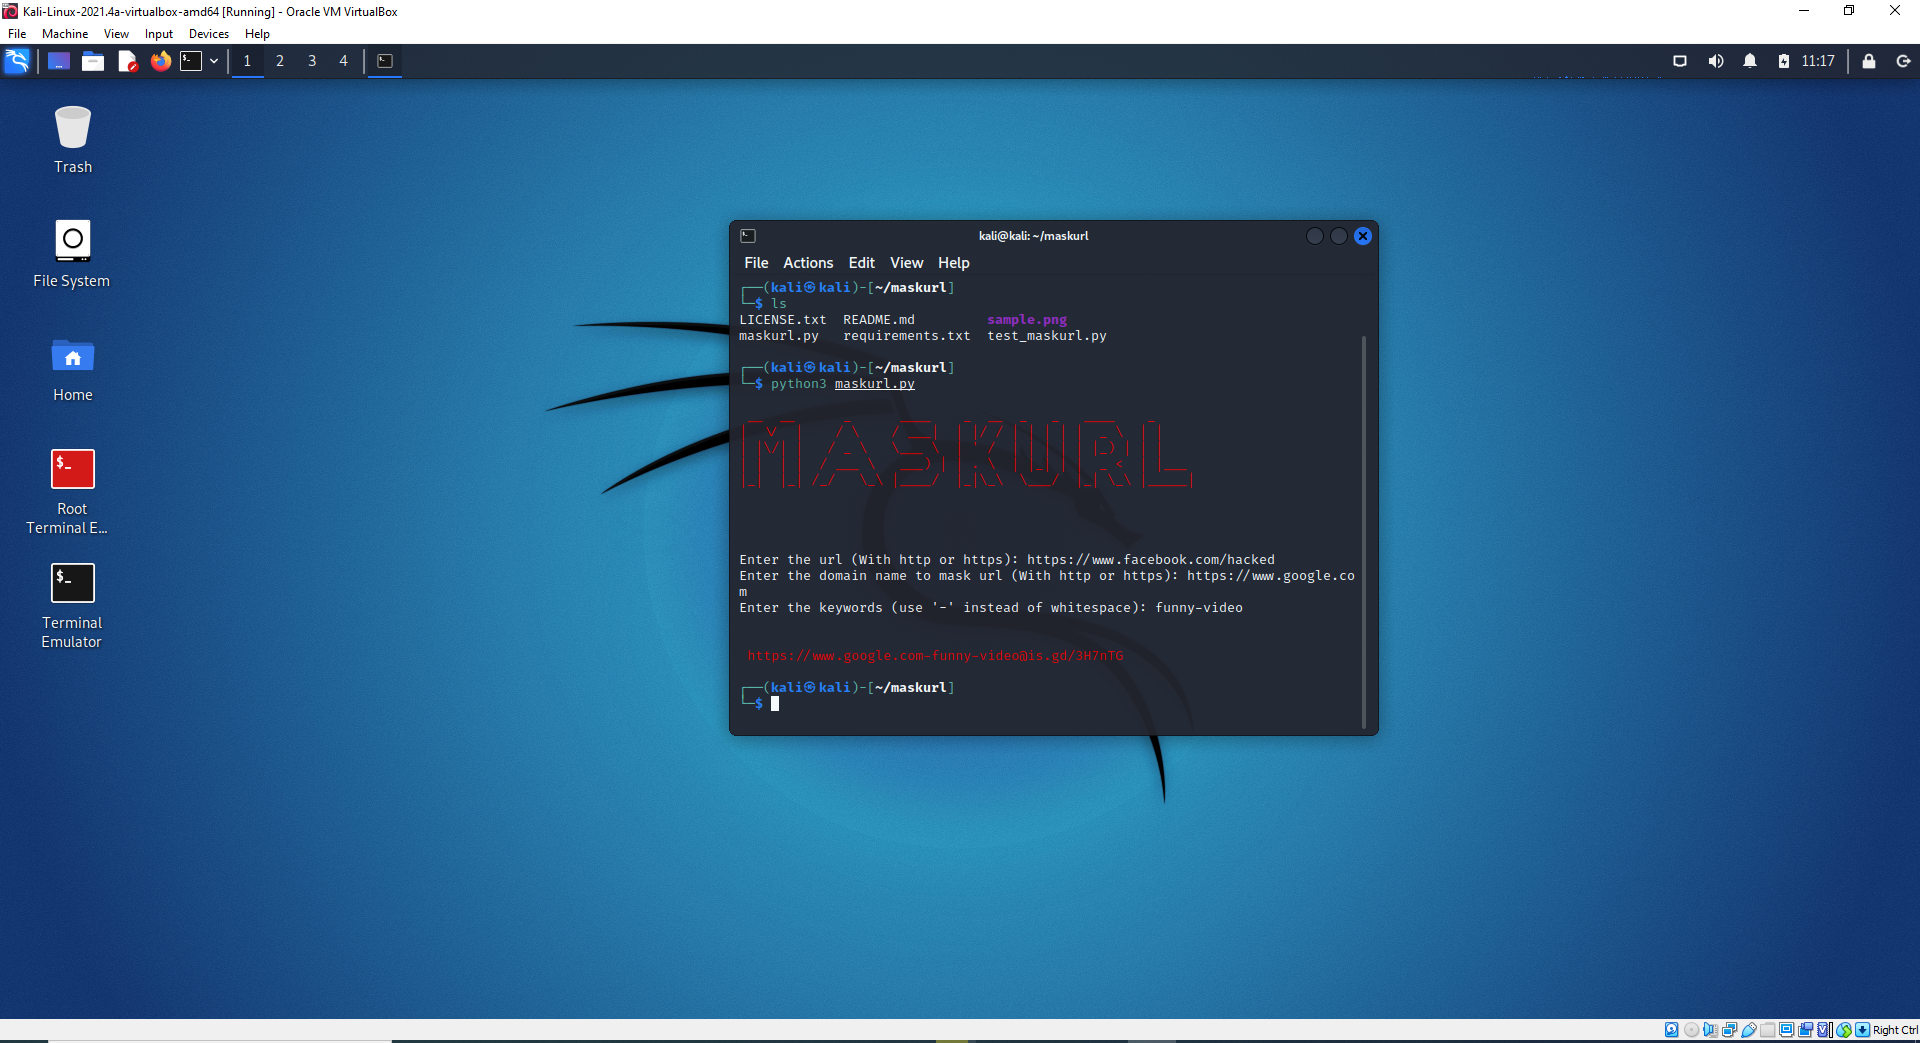 Kali-Linux-2021.4a-virtualbox-amd64 [Running] - Oracle VM VirtualBox
File Machine View Input Devices Help
1 2 3 4
11:17
Trash
File System
Home
$_
Root
Terminal E...
$_
Terminal
Emulator
kali@kali: ~/maskurl
File Actions Edit View Help
┌──(kali㉿kali)-[~/maskurl]
└─$ ls
LICENSE.txt README.md sample.png
maskurl.py requirements.txt test_maskurl.py
┌──(kali㉿kali)-[~/maskurl]
└─$ python3 maskurl.py
MASKURL
Enter the url (With http or https): https://www.facebook.com/hacked
Enter the domain name to mask url (With http or https): https://www.google.co
m
Enter the keywords (use '-' instead of whitespace): funny-video
https://www.google.com-funny-video@is.gd/3H7nTG
┌──(kali㉿kali)-[~/maskurl]
└─$
Right Ctrl